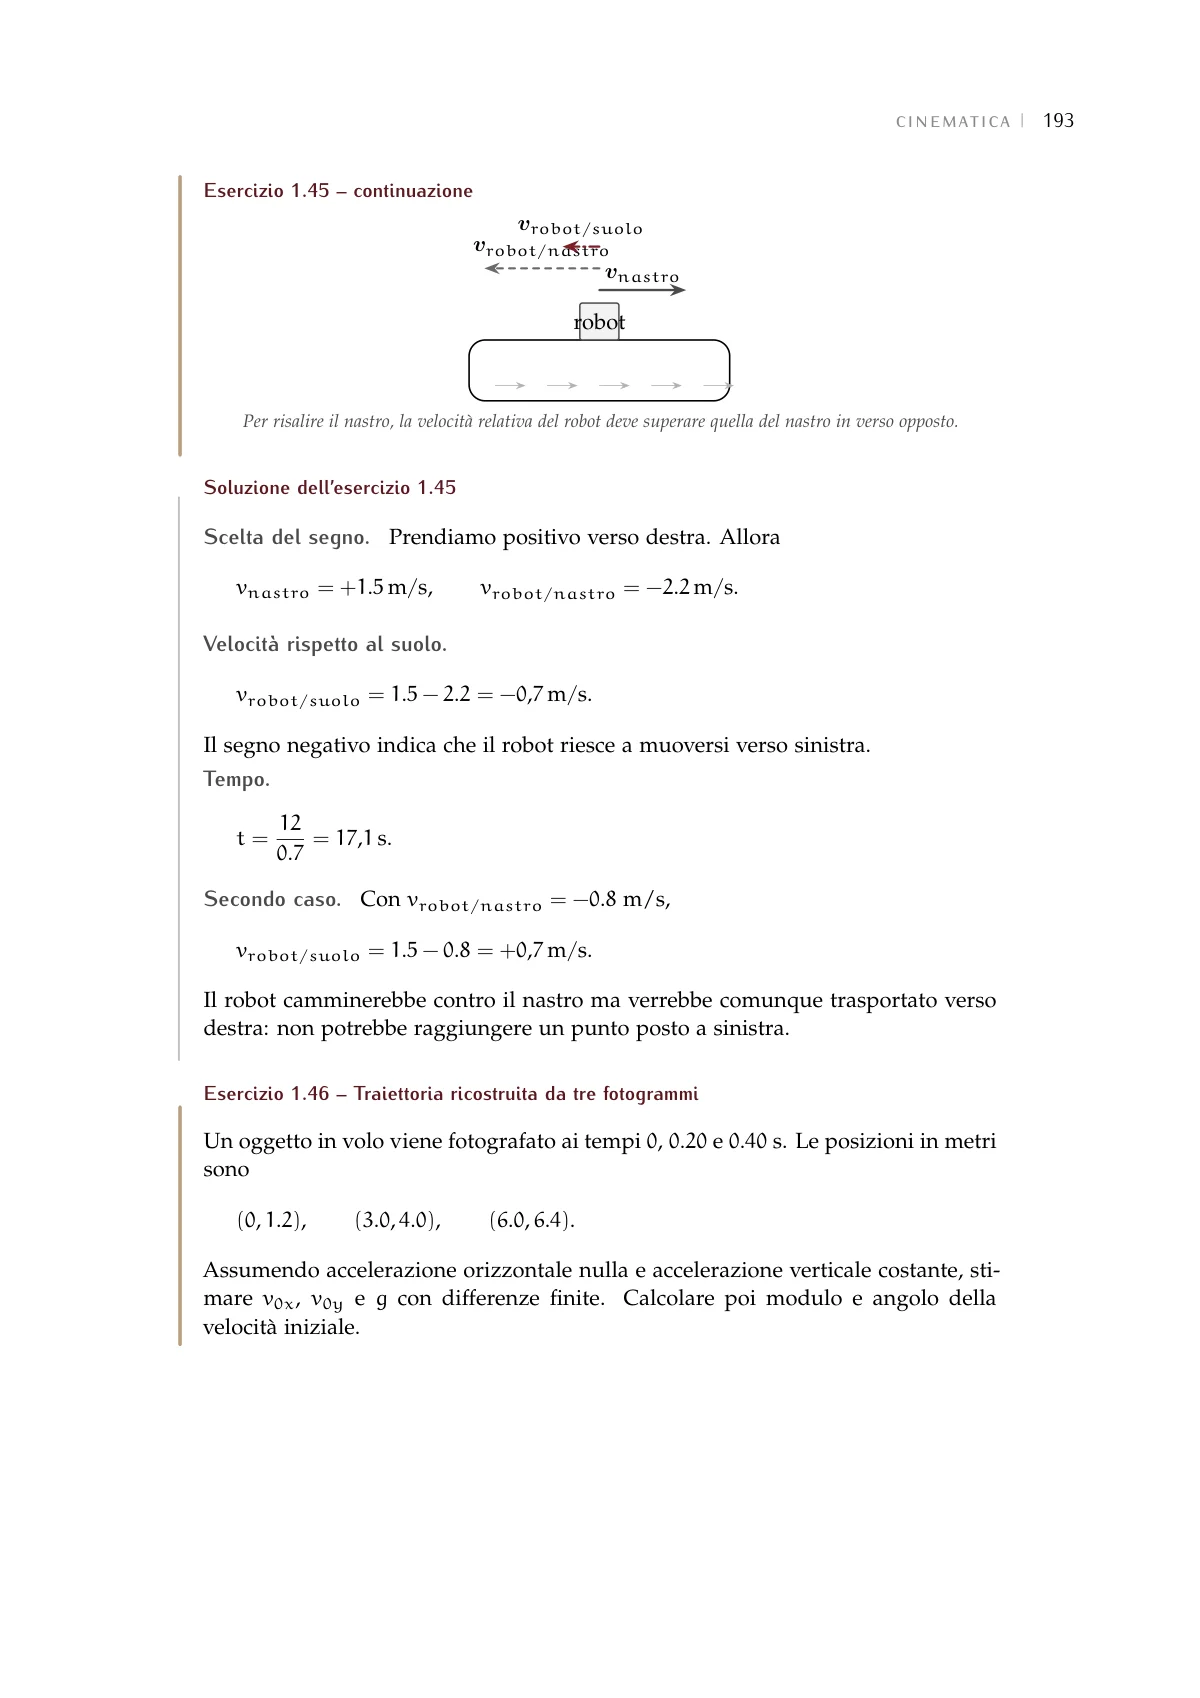 CINEMATICA | 193
Esercizio 1.45 – continuazione
v_robot/suolo
v_robot/nastro
v_nastro
robot
Per risalire il nastro, la velocità relativa del robot deve superare quella del nastro in verso opposto.
Soluzione dell'esercizio 1.45
Scelta del segno. Prendiamo positivo verso destra. Allora
v_nastro = +1.5 m/s, v_robot/nastro = −2.2 m/s.
Velocità rispetto al suolo.
v_robot/suolo = 1.5 − 2.2 = −0,7 m/s.
Il segno negativo indica che il robot riesce a muoversi verso sinistra.
Tempo.
t = 12/0.7 = 17,1 s.
Secondo caso. Con v_robot/nastro = −0.8 m/s,
v_robot/suolo = 1.5 − 0.8 = +0,7 m/s.
Il robot camminerebbe contro il nastro ma verrebbe comunque trasportato verso
destra: non potrebbe raggiungere un punto posto a sinistra.
Esercizio 1.46 – Traiettoria ricostruita da tre fotogrammi
Un oggetto in volo viene fotografato ai tempi 0, 0.20 e 0.40 s. Le posizioni in metri
sono
(0, 1.2), (3.0, 4.0), (6.0, 6.4).
Assumendo accelerazione orizzontale nulla e accelerazione verticale costante, sti-
mare v_0x, v_0y e g con differenze finite. Calcolare poi modulo e angolo della
velocità iniziale.